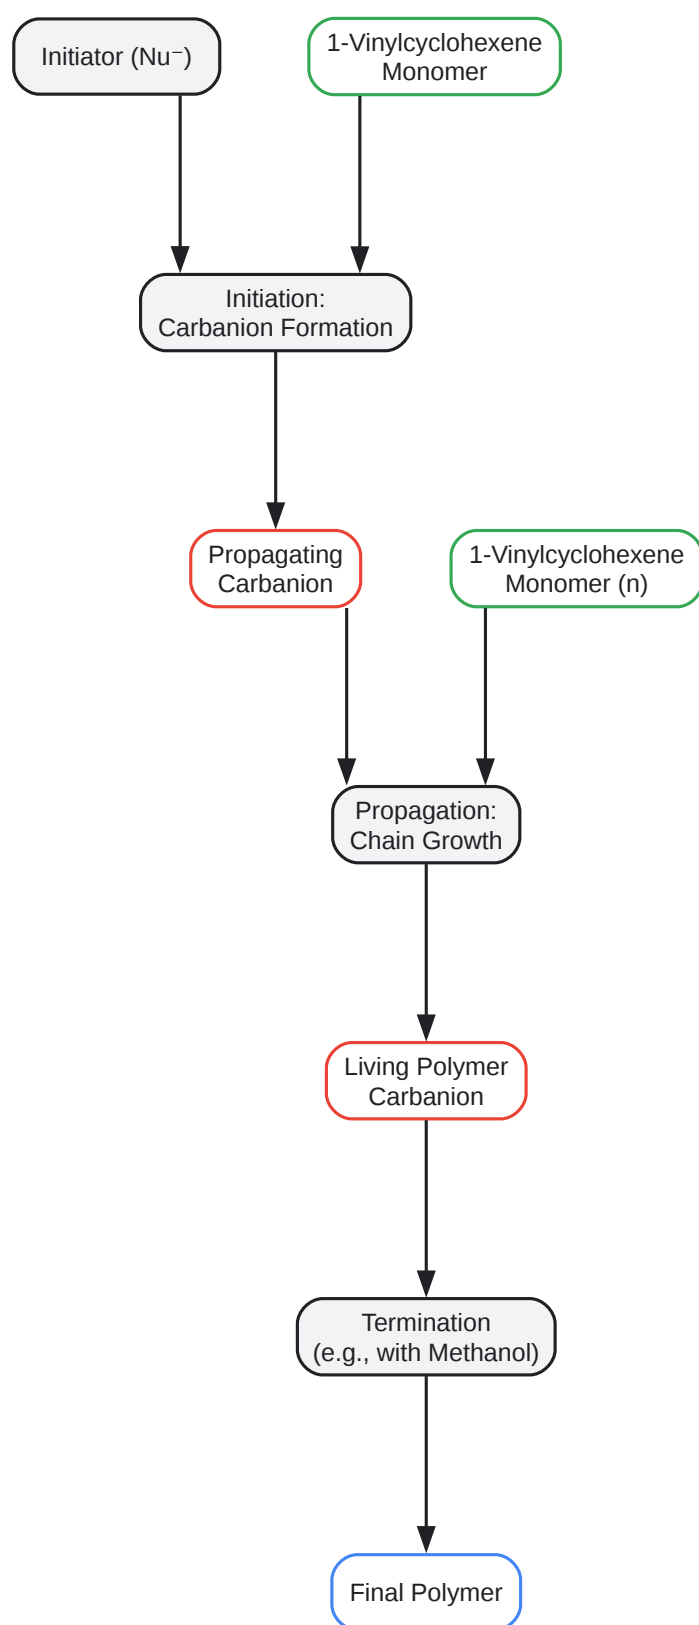 Initiator (Nu⁻)
1-Vinylcyclohexene
Monomer
Initiation:
Carbanion Formation
Propagating
Carbanion
1-Vinylcyclohexene
Monomer (n)
Propagation:
Chain Growth
Living Polymer
Carbanion
Termination
(e.g., with Methanol)
Final Polymer